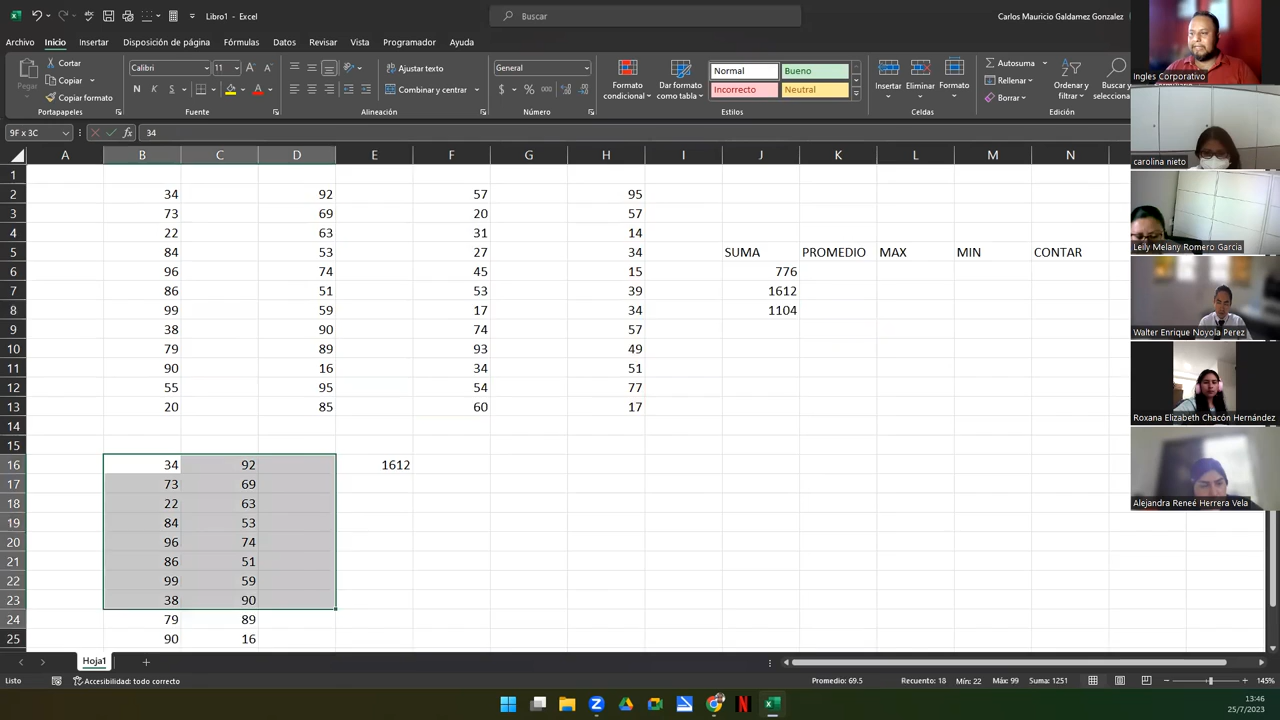 Libro1 - Excel
Buscar
Carlos Mauricio Galdamez Gonzalez
Archivo Inicio Insertar Disposición de página Fórmulas Datos Revisar Vista Programador Ayuda
Pegar
Cortar
Copiar
Copiar formato
Portapapeles
Calibri 11
N K S
Fuente
Ajustar texto
Combinar y centrar
Alineación
General
Número
Formato condicional
Dar formato como tabla
Normal Bueno
Incorrecto Neutral
Estilos
Insertar Eliminar Formato
Celdas
Autosuma
Rellenar
Borrar
Ordenar y
Buscar y
Edición
9F x 3C
fx 34
A B C D E F G H I J K L M N
1
2 34 92 57 95
3 73 69 20 57
4 22 63 31 14
5 84 53 27 34 SUMA PROMEDIO MAX MIN CONTAR
6 96 74 45 15 776
7 86 51 53 39 1612
8 99 59 17 34 1104
9 38 90 74 57
10 79 89 93 49
11 90 16 34 51
12 55 95 54 77
13 20 85 60 17
14
15
16 34 92 1612
17 73 69
18 22 63
19 84 53
20 96 74
21 86 51
22 99 59
23 38 90
24 79 89
25 90 16
Hoja1
Listo
Accesibilidad: todo correcto
Promedio: 69.5 Recuento: 18 Mín: 22 Máx: 99 Suma: 1251
145%
13:46
25/7/2023
Ingles Corporativo
carolina nieto
Leily Melany Romero Garcia
Walter Enrique Noyola Perez
Roxana Elizabeth Chacón Hernández
Alejandra Reneé Herrera Vela